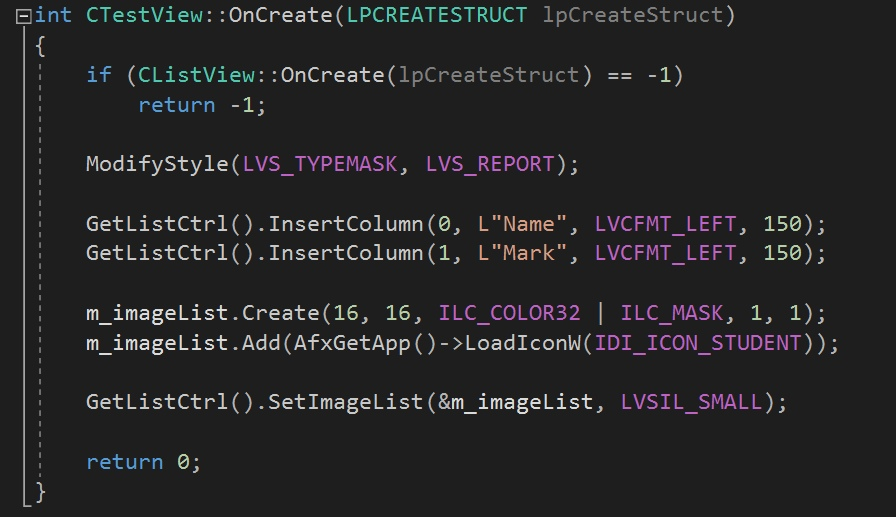 int CTestView::OnCreate(LPCREATESTRUCT lpCreateStruct)
{
if (CListView::OnCreate(lpCreateStruct) == -1)
return -1;
ModifyStyle(LVS_TYPEMASK, LVS_REPORT);
GetListCtrl().InsertColumn(0, L"Name", LVCFMT_LEFT, 150);
GetListCtrl().InsertColumn(1, L"Mark", LVCFMT_LEFT, 150);
m_imageList.Create(16, 16, ILC_COLOR32 | ILC_MASK, 1, 1);
m_imageList.Add(AfxGetApp()->LoadIconW(IDI_ICON_STUDENT));
GetListCtrl().SetImageList(&m_imageList, LVSIL_SMALL);
return 0;
}